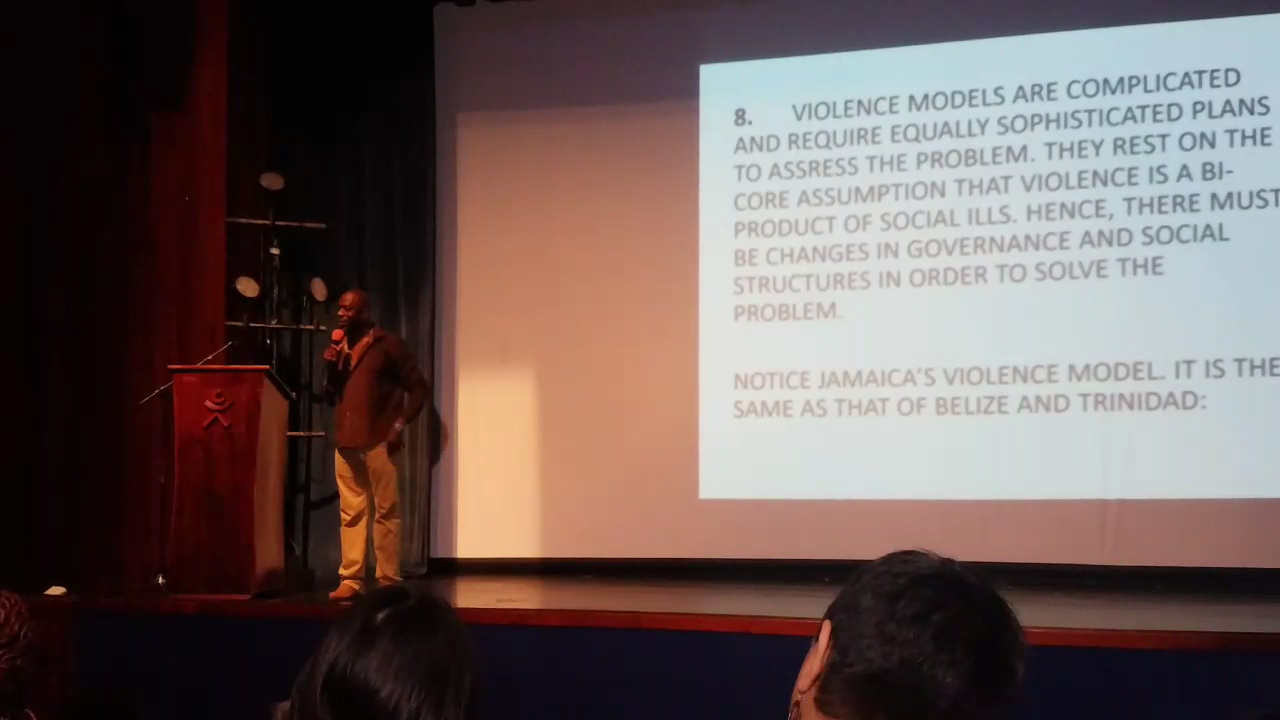 8. VIOLENCE MODELS ARE COMPLICATED
AND REQUIRE EQUALLY SOPHISTICATED PLANS
TO ASSRESS THE PROBLEM. THEY REST ON THE
CORE ASSUMPTION THAT VIOLENCE IS A BI-
PRODUCT OF SOCIAL ILLS. HENCE, THERE MUST
BE CHANGES IN GOVERNANCE AND SOCIAL
STRUCTURES IN ORDER TO SOLVE THE
PROBLEM.
NOTICE JAMAICA'S VIOLENCE MODEL. IT IS THE
SAME AS THAT OF BELIZE AND TRINIDAD: